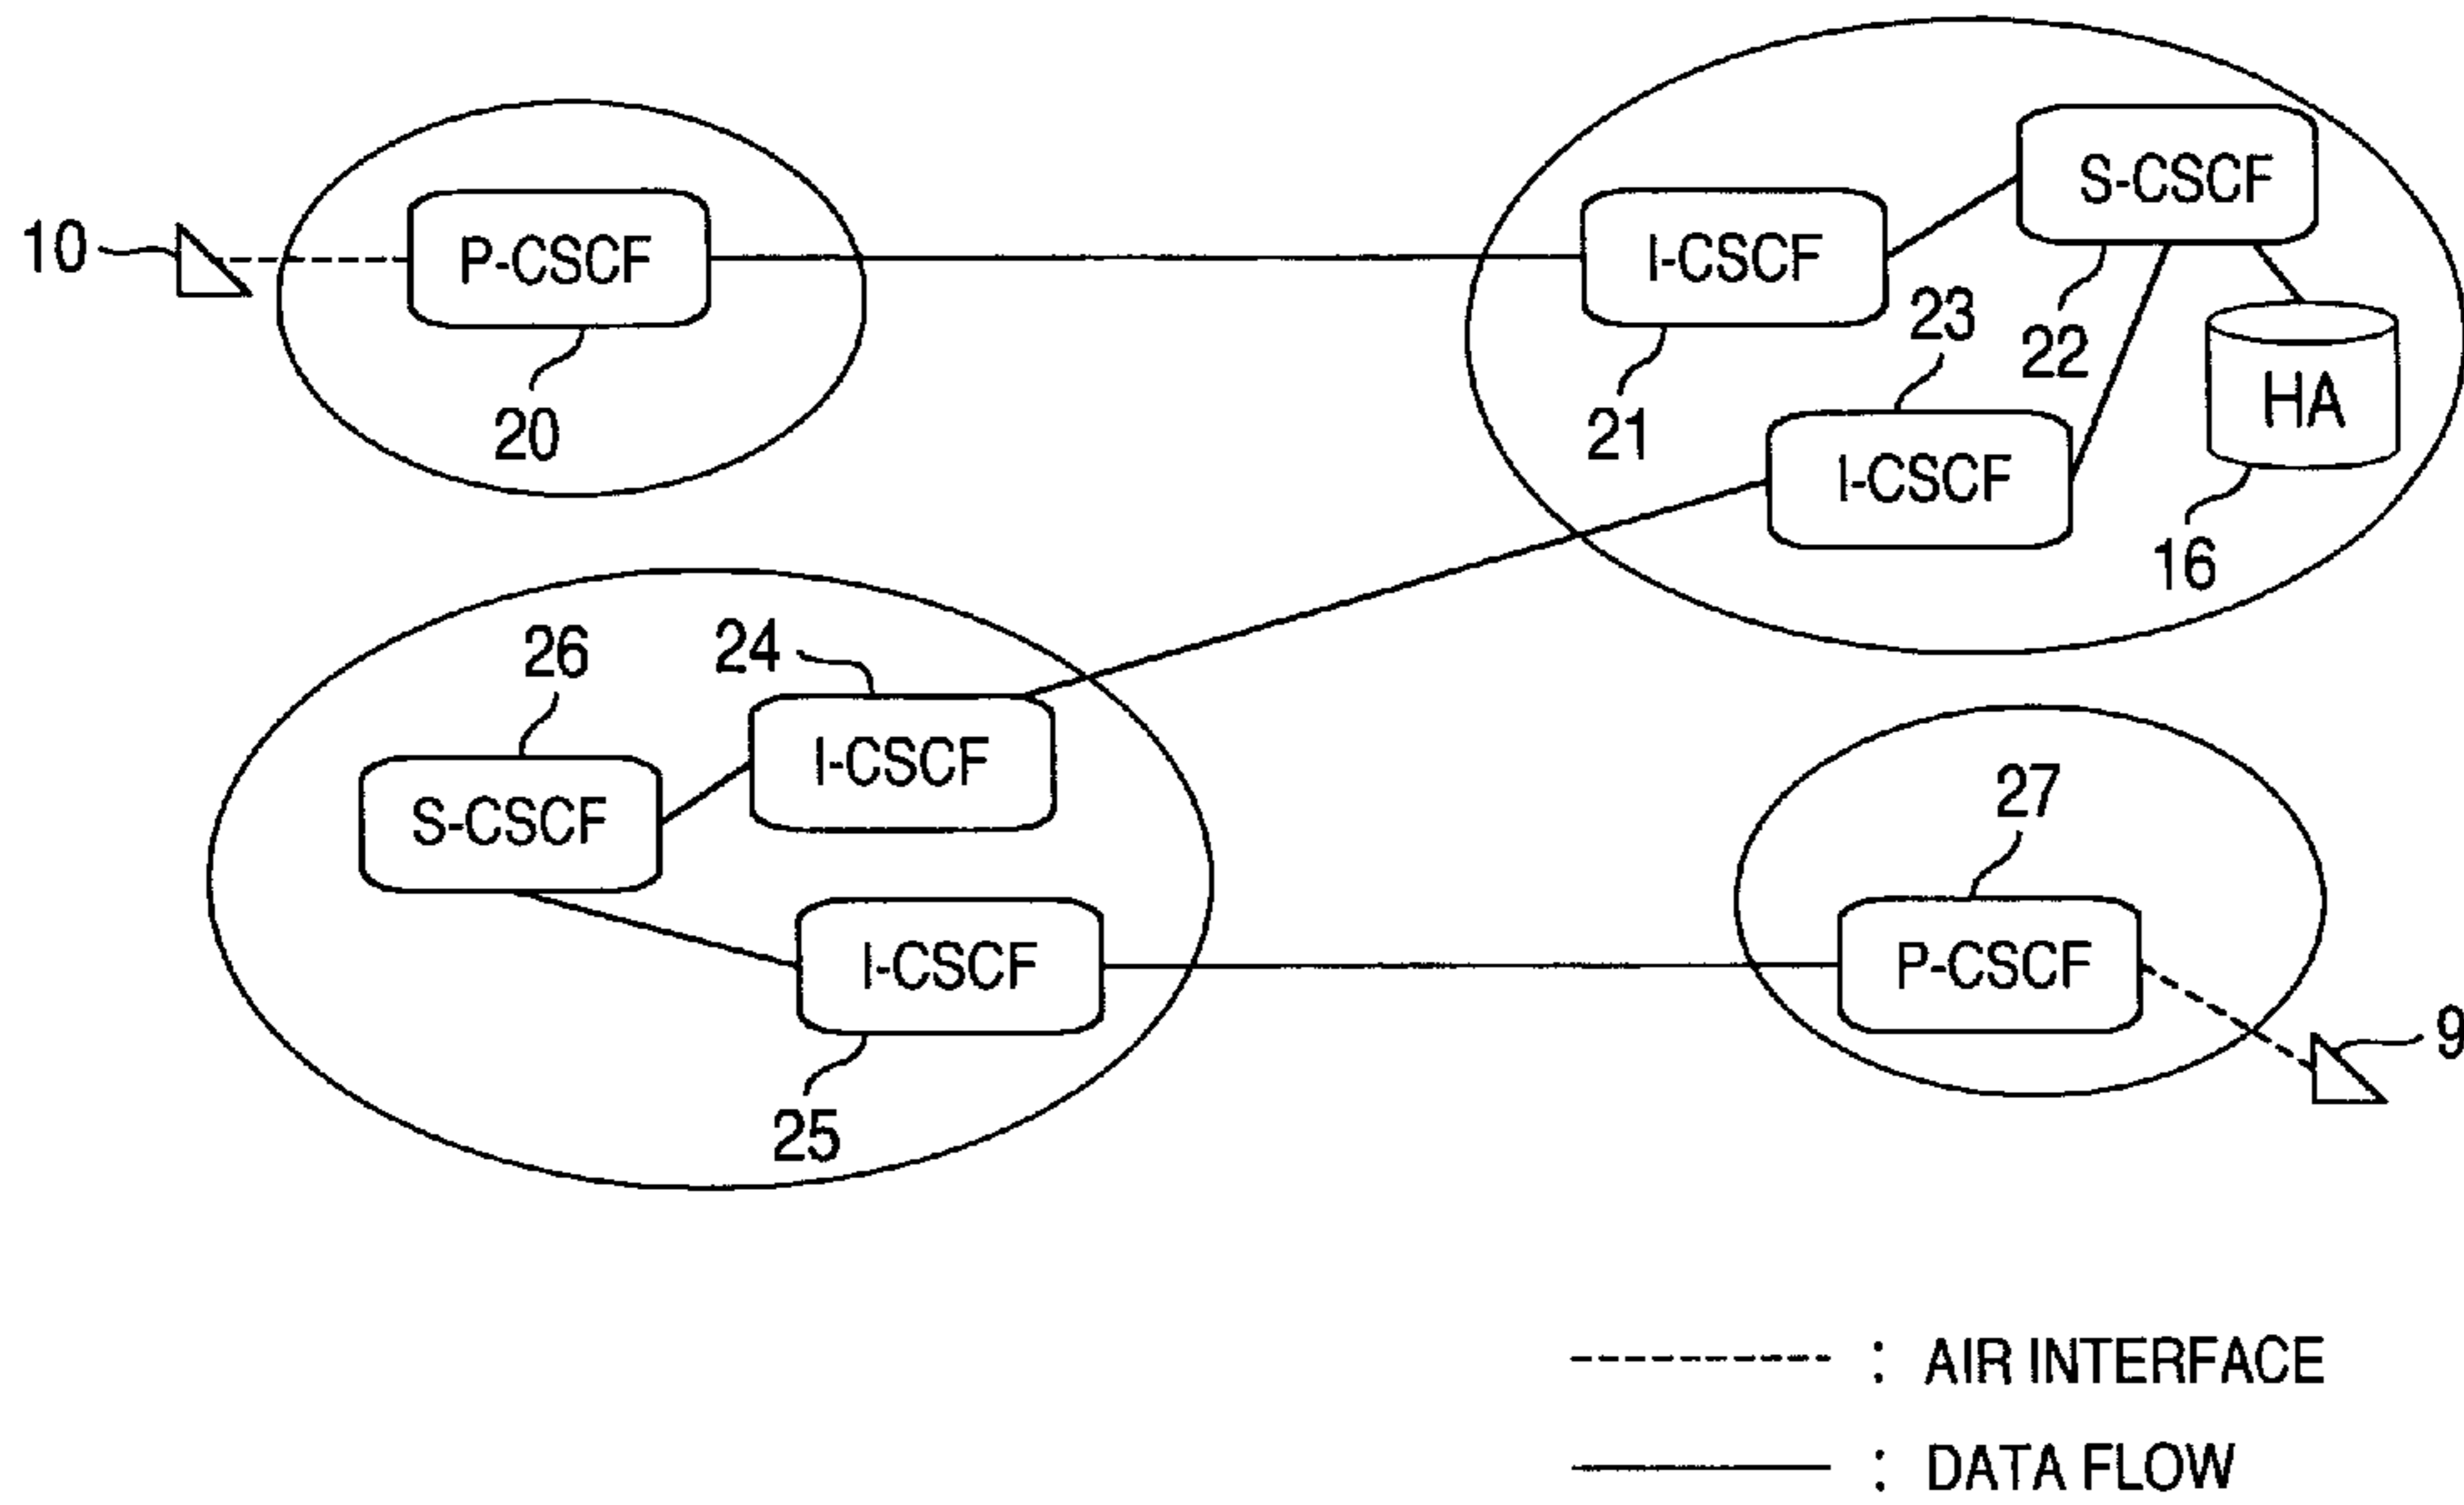 10
P-CSCF
20
I-CSCF
21
S-CSCF
22
23
I-CSCF
HA
16
26
24
S-CSCF
I-CSCF
I-CSCF
25
27
P-CSCF
9
: AIR INTERFACE
: DATA FLOW